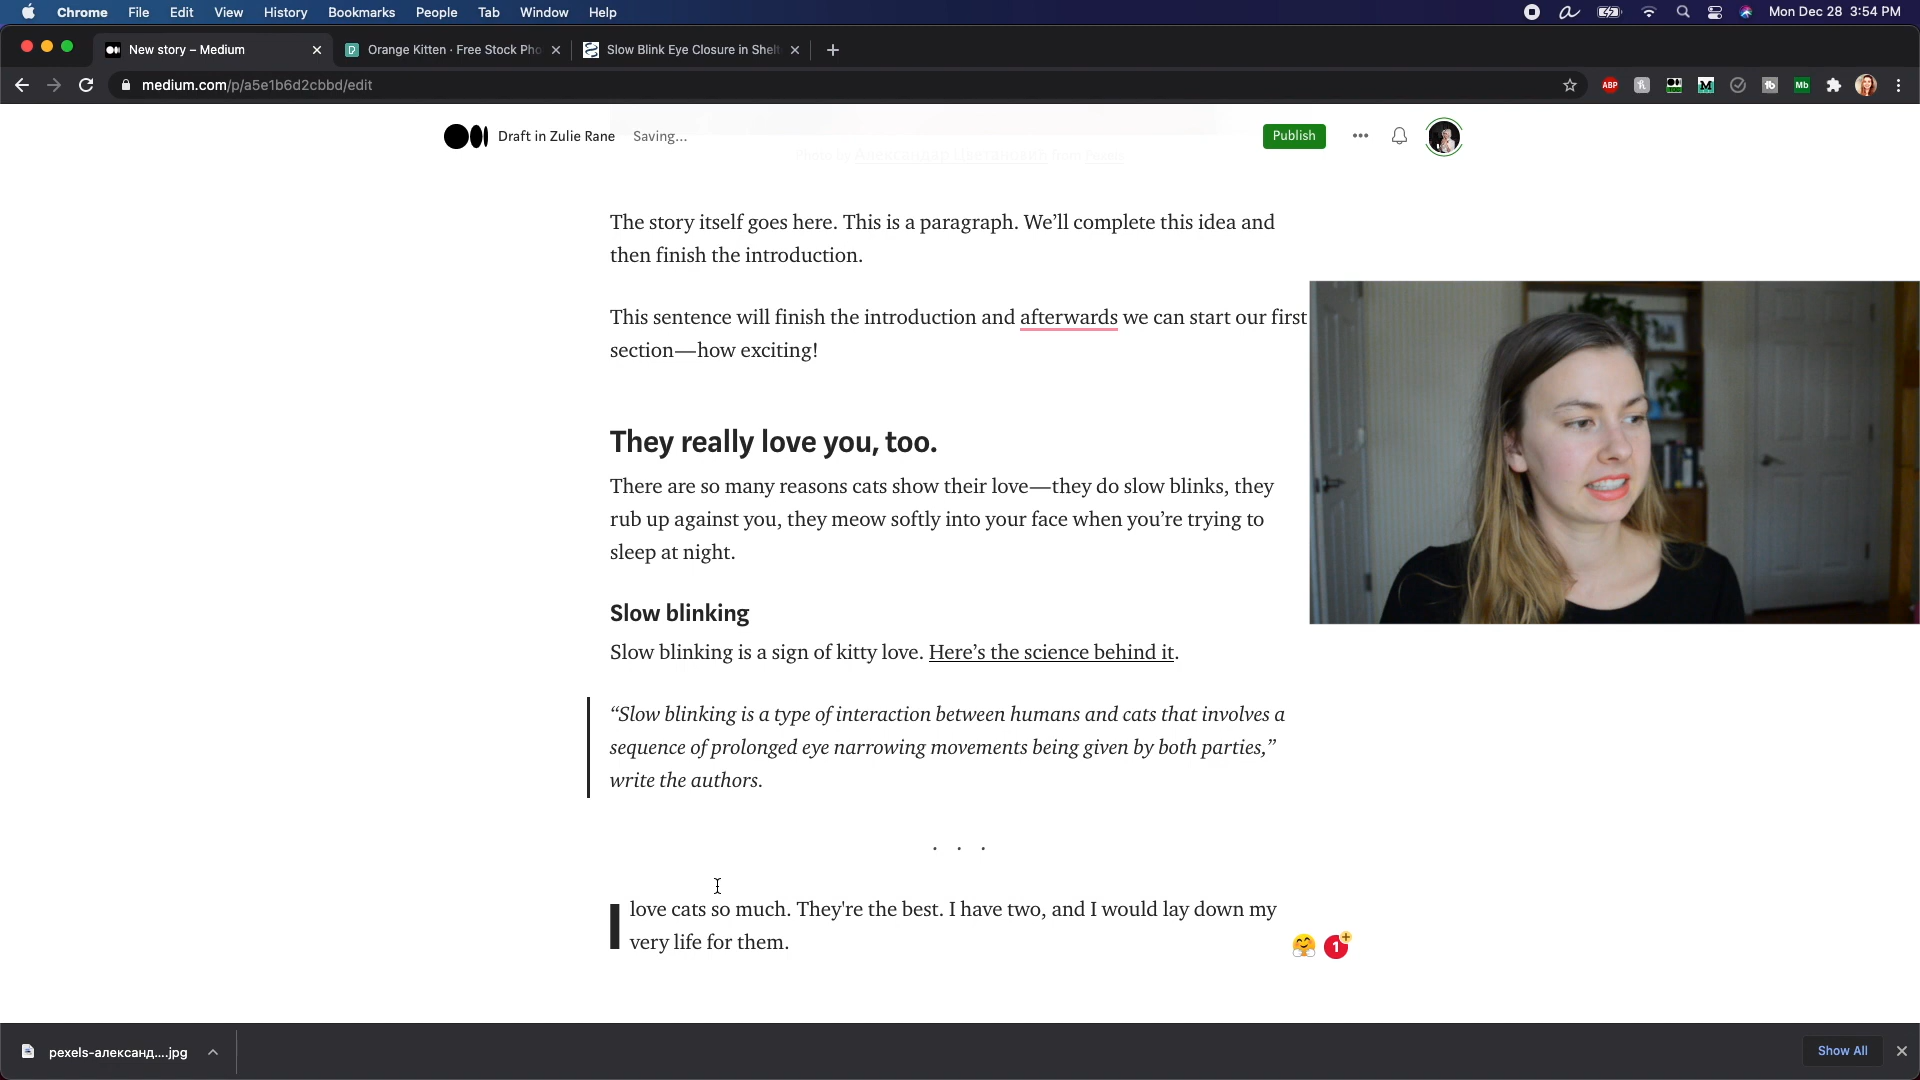 Chrome File Edit View History Bookmarks People Tab Window Help Mon Dec 28 3:54 PM
New story – Medium Orange Kitten · Free Stock Pho Slow Blink Eye Closure in Shelt
medium.com/p/a5e1b6d2cbbd/edit ABP Mb
Draft in Zulie Rane Saving... Publish
The story itself goes here. This is a paragraph. We’ll complete this idea and
then finish the introduction.
This sentence will finish the introduction and afterwards we can start our first
section—how exciting!
They really love you, too.
There are so many reasons cats show their love—they do slow blinks, they
rub up against you, they meow softly into your face when you’re trying to
sleep at night.
Slow blinking
Slow blinking is a sign of kitty love. Here’s the science behind it.
“Slow blinking is a type of interaction between humans and cats that involves a
sequence of prolonged eye narrowing movements being given by both parties,”
write the authors.
. . .
I love cats so much. They're the best. I have two, and I would lay down my
very life for them.
1
pexels-александ....jpg Show All